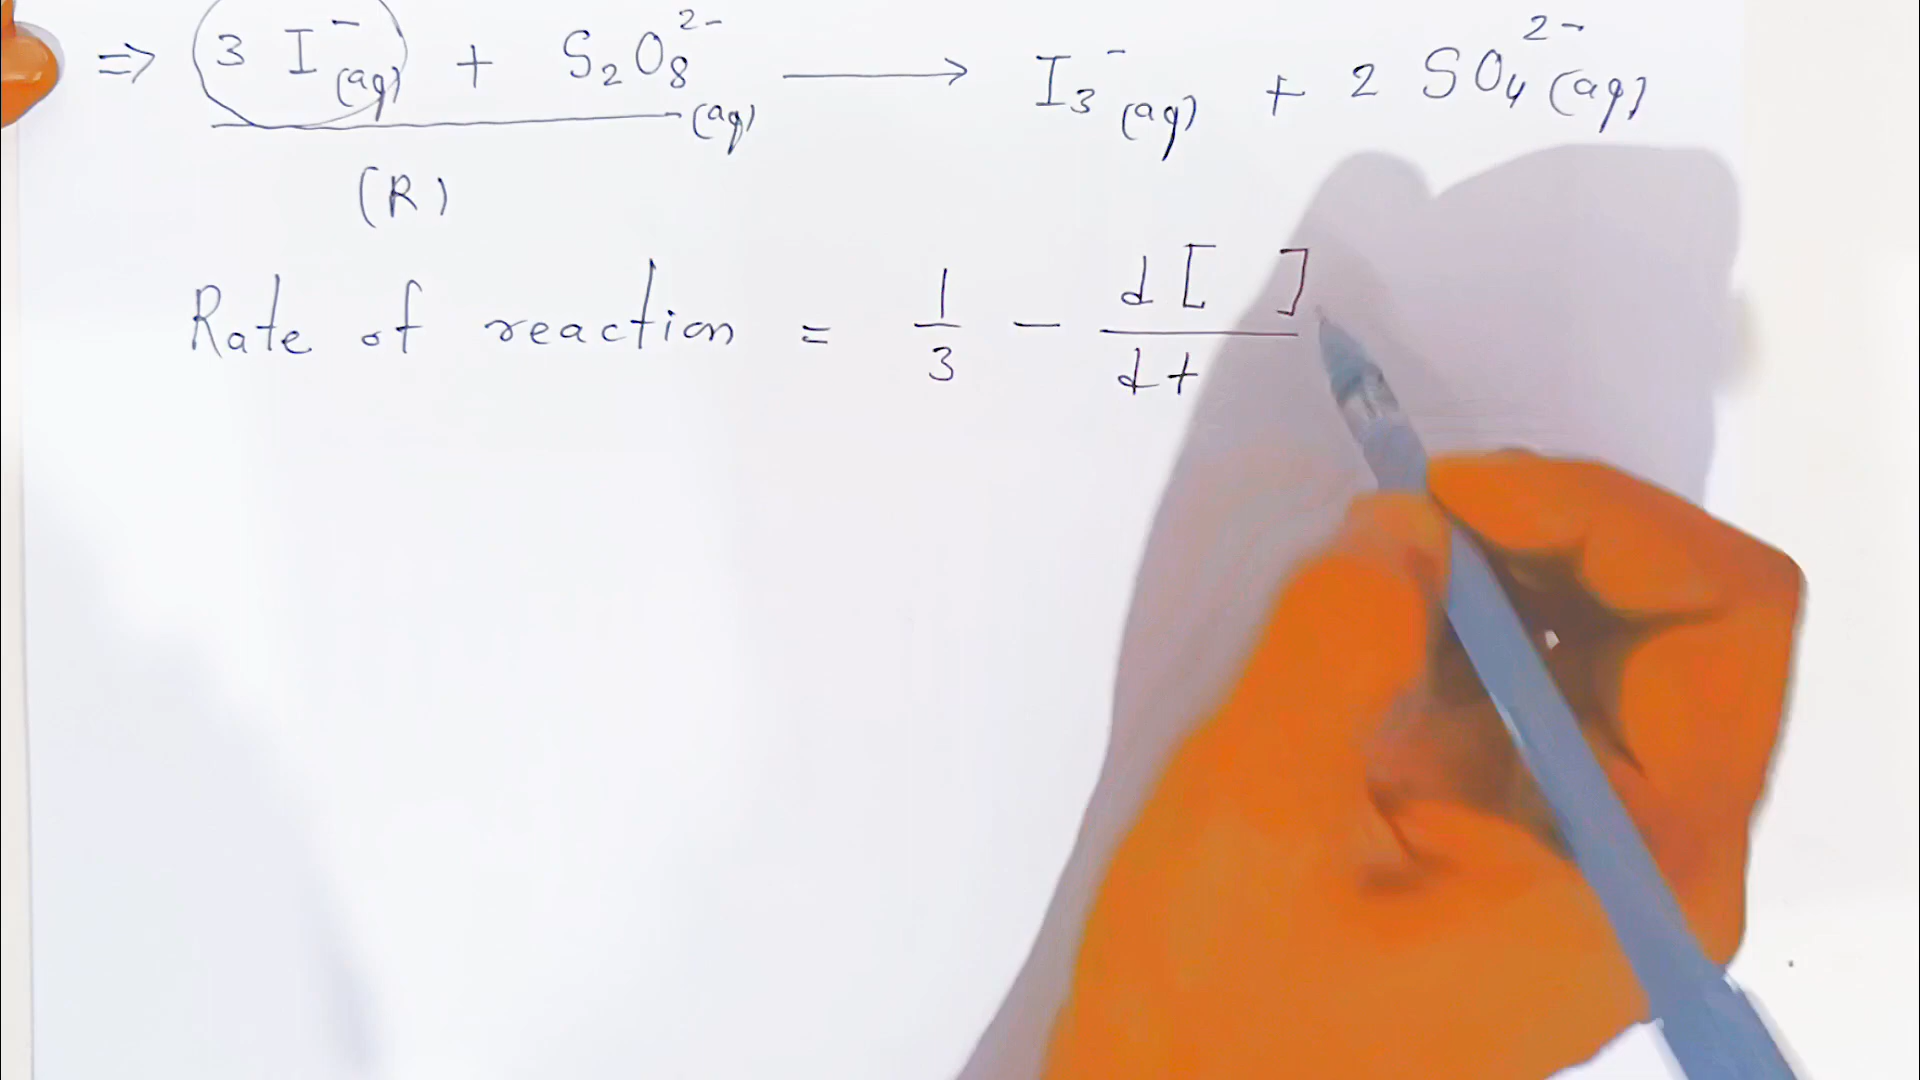 ⇒ 3 I⁻(aq) + S₂O₈²⁻(aq) ⟶ I₃⁻(aq) + 2 SO₄²⁻(aq)
(R)
Rate of reaction = 1/3 - d[ ]/dt